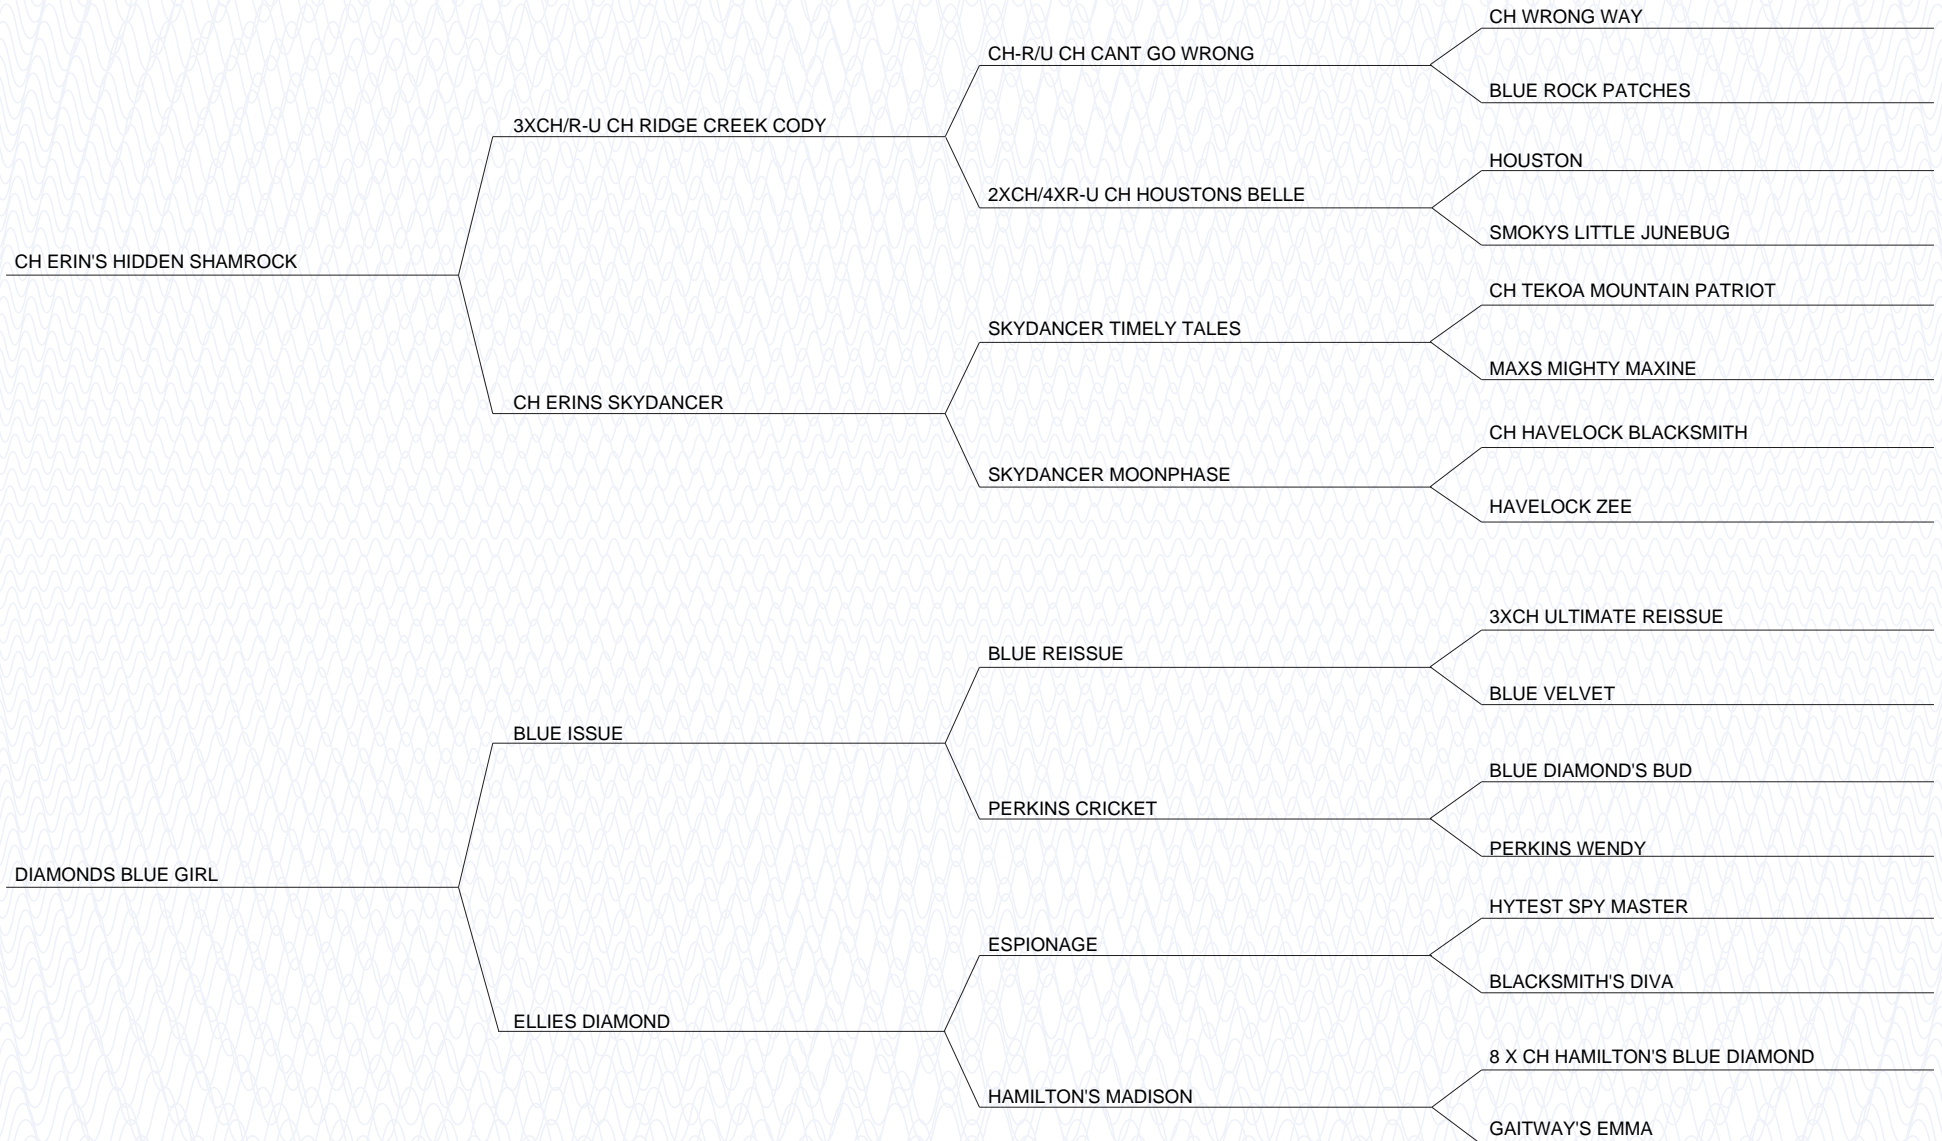 CH WRONG WAY
CH-R/U CH CANT GO WRONG
BLUE ROCK PATCHES
3XCH/R-U CH RIDGE CREEK CODY
HOUSTON
2XCH/4XR-U CH HOUSTONS BELLE
SMOKYS LITTLE JUNEBUG
CH ERIN'S HIDDEN SHAMROCK
CH TEKOA MOUNTAIN PATRIOT
SKYDANCER TIMELY TALES
MAXS MIGHTY MAXINE
CH ERINS SKYDANCER
CH HAVELOCK BLACKSMITH
SKYDANCER MOONPHASE
HAVELOCK ZEE
3XCH ULTIMATE REISSUE
BLUE REISSUE
BLUE VELVET
BLUE ISSUE
BLUE DIAMOND'S BUD
PERKINS CRICKET
PERKINS WENDY
DIAMONDS BLUE GIRL
HYTEST SPY MASTER
ESPIONAGE
BLACKSMITH'S DIVA
ELLIES DIAMOND
8 X CH HAMILTON'S BLUE DIAMOND
HAMILTON'S MADISON
GAITWAY'S EMMA